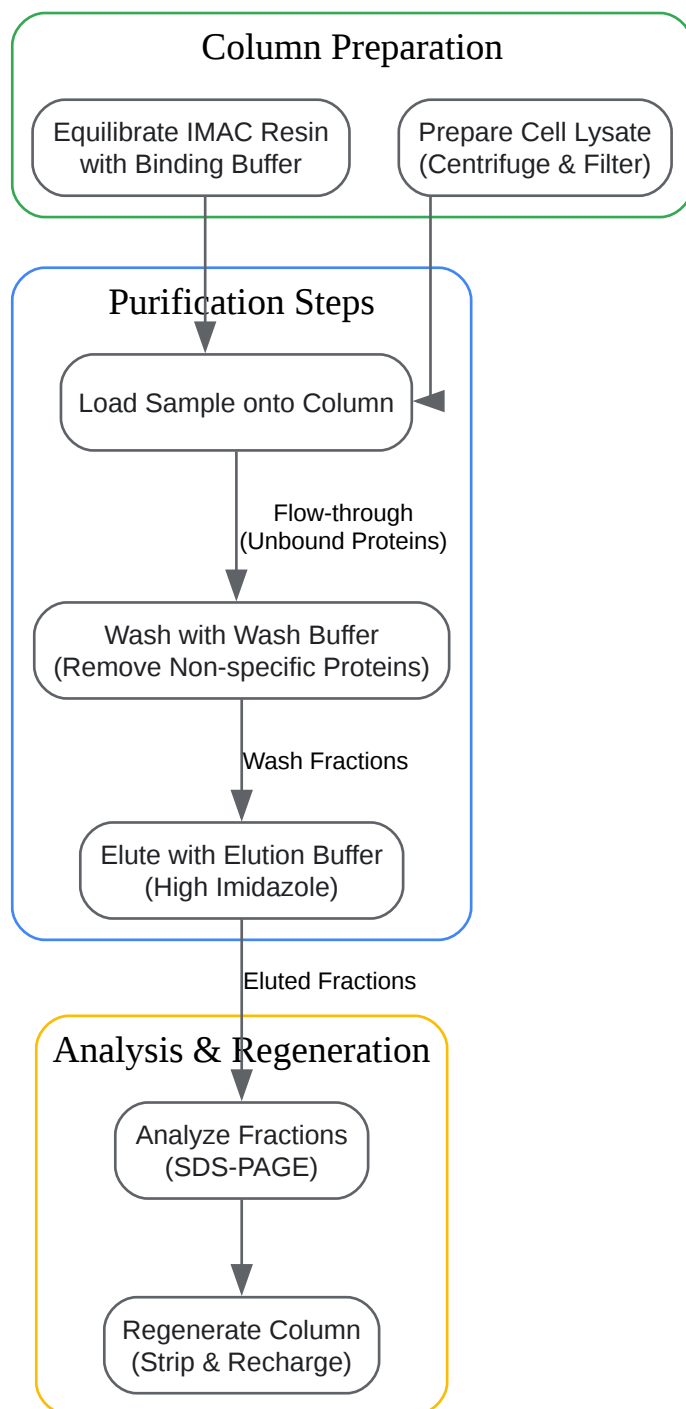 Column Preparation
Equilibrate IMAC Resin
with Binding Buffer
Prepare Cell Lysate
(Centrifuge & Filter)
Purification Steps
Load Sample onto Column
Flow-through
(Unbound Proteins)
Wash with Wash Buffer
(Remove Non-specific Proteins)
Wash Fractions
Elute with Elution Buffer
(High Imidazole)
Eluted Fractions
Analysis & Regeneration
Analyze Fractions
(SDS-PAGE)
Regenerate Column
(Strip & Recharge)